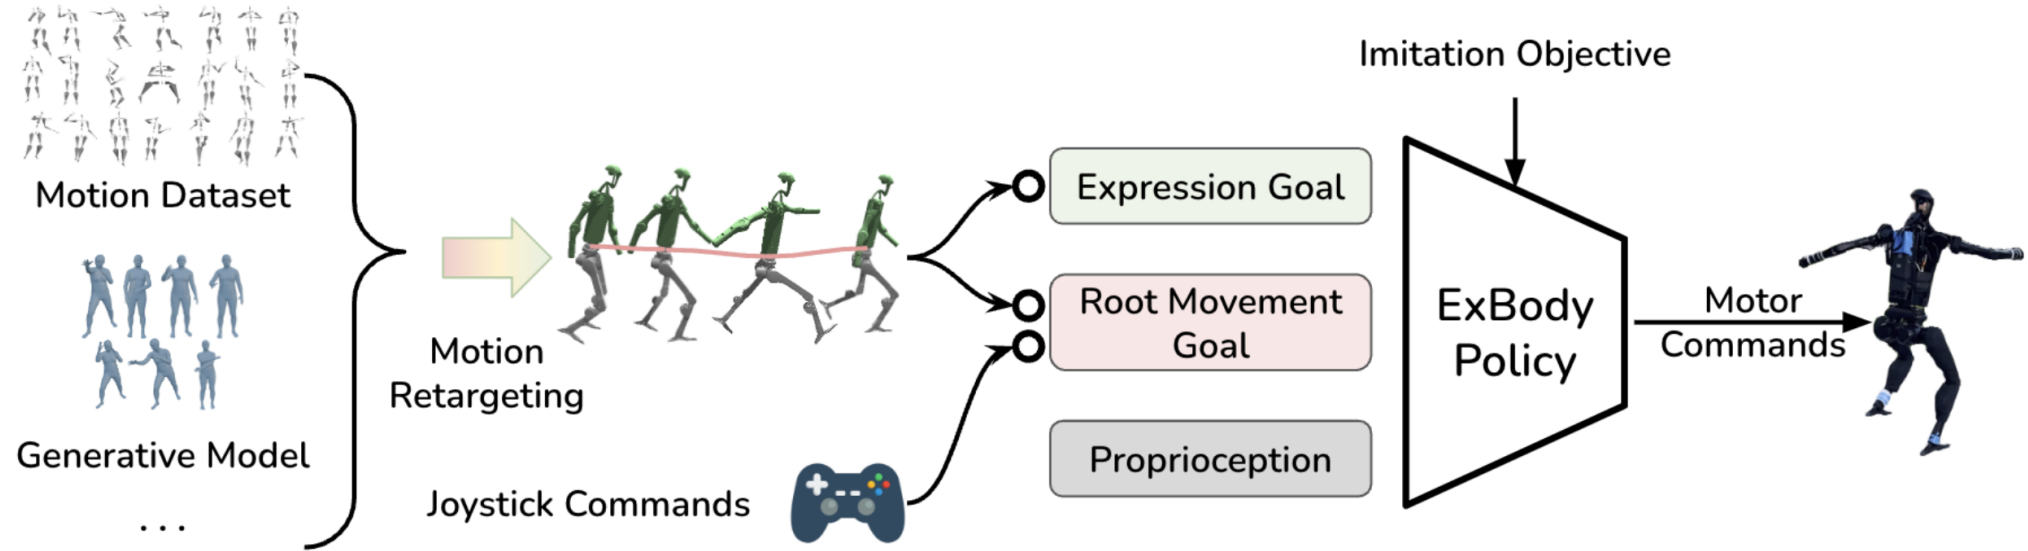 Motion Dataset
Generative Model
...
Motion
Retargeting
Joystick Commands
Expression Goal
Root Movement
Goal
Proprioception
Imitation Objective
ExBody
Policy
Motor
Commands